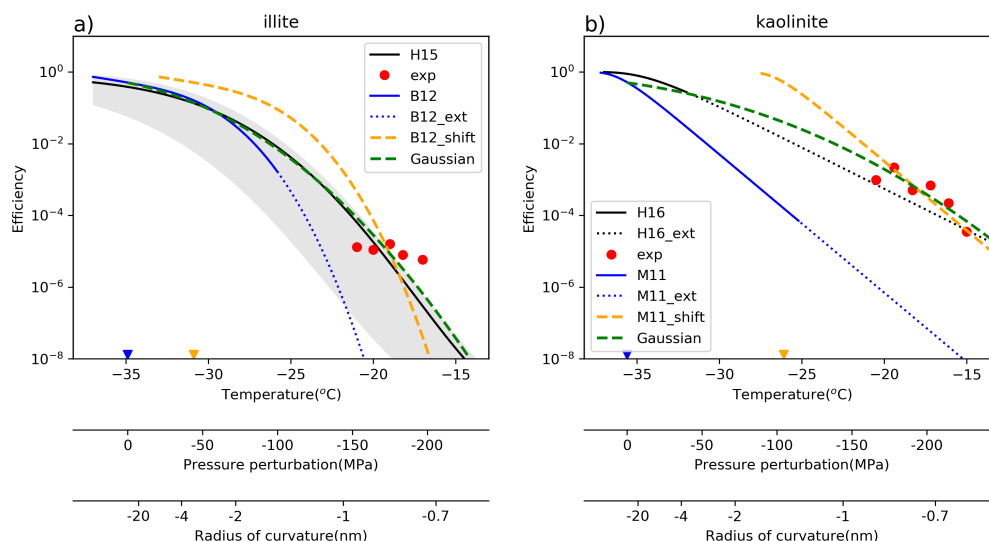 a) illite
Efficiency
10⁰
10⁻²
10⁻⁴
10⁻⁶
10⁻⁸
H15
exp
B12
B12_ext
B12_shift
Gaussian
−35 −30 −25 −20 −15
Temperature(°C)
0 -50 -100 -150 -200
Pressure perturbation(MPa)
-20 -4 -2 -1 -0.7
Radius of curvature(nm)
b) kaolinite
Efficiency
10⁰
10⁻²
10⁻⁴
10⁻⁶
10⁻⁸
H16
H16_ext
exp
M11
M11_ext
M11_shift
Gaussian
−35 −30 −25 −20 −15
Temperature(°C)
0 -50 -100 -150 -200
Pressure perturbation(MPa)
-20 -4 -2 -1 -0.7
Radius of curvature(nm)